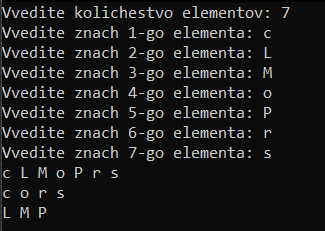 Vvedite kolichestvo elementov: 7
Vvedite znach 1-go elementa: c
Vvedite znach 2-go elementa: L
Vvedite znach 3-go elementa: M
Vvedite znach 4-go elementa: o
Vvedite znach 5-go elementa: P
Vvedite znach 6-go elementa: r
Vvedite znach 7-go elementa: s
c L M o P r s
c o r s
L M P